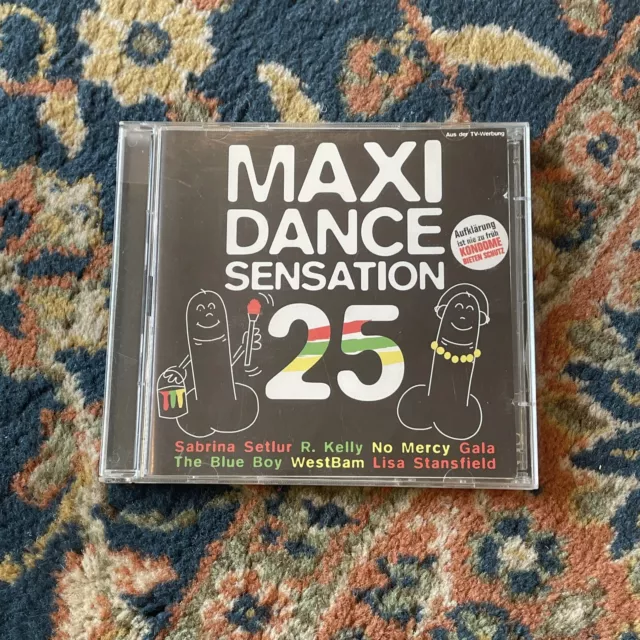 Aus der TV-Werbung
MAXI
DANCE
SENSATION
25
Aufklärung
ist nie zu früh
KONDOME
BIETEN SCHUTZ
Sabrina Setlur R. Kelly No Mercy Gala
The Blue Boy WestBam Lisa Stansfield